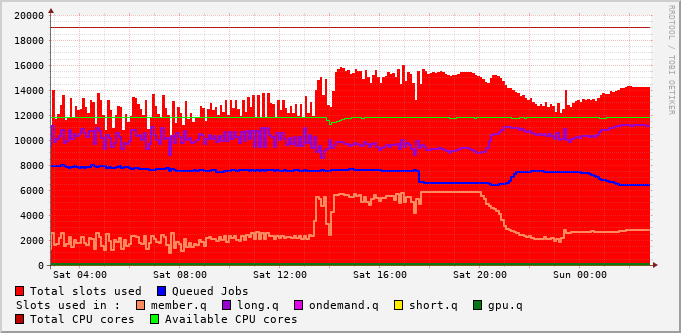 20000
18000
16000
14000
12000
10000
8000
6000
4000
2000
0
Sat 04:00 Sat 08:00 Sat 12:00 Sat 16:00 Sat 20:00 Sun 00:00
Total slots used Queued Jobs
Slots used in : member.q long.q ondemand.q short.q gpu.q
Total CPU cores Available CPU cores
RRDTOOL / TOBI OETIKER